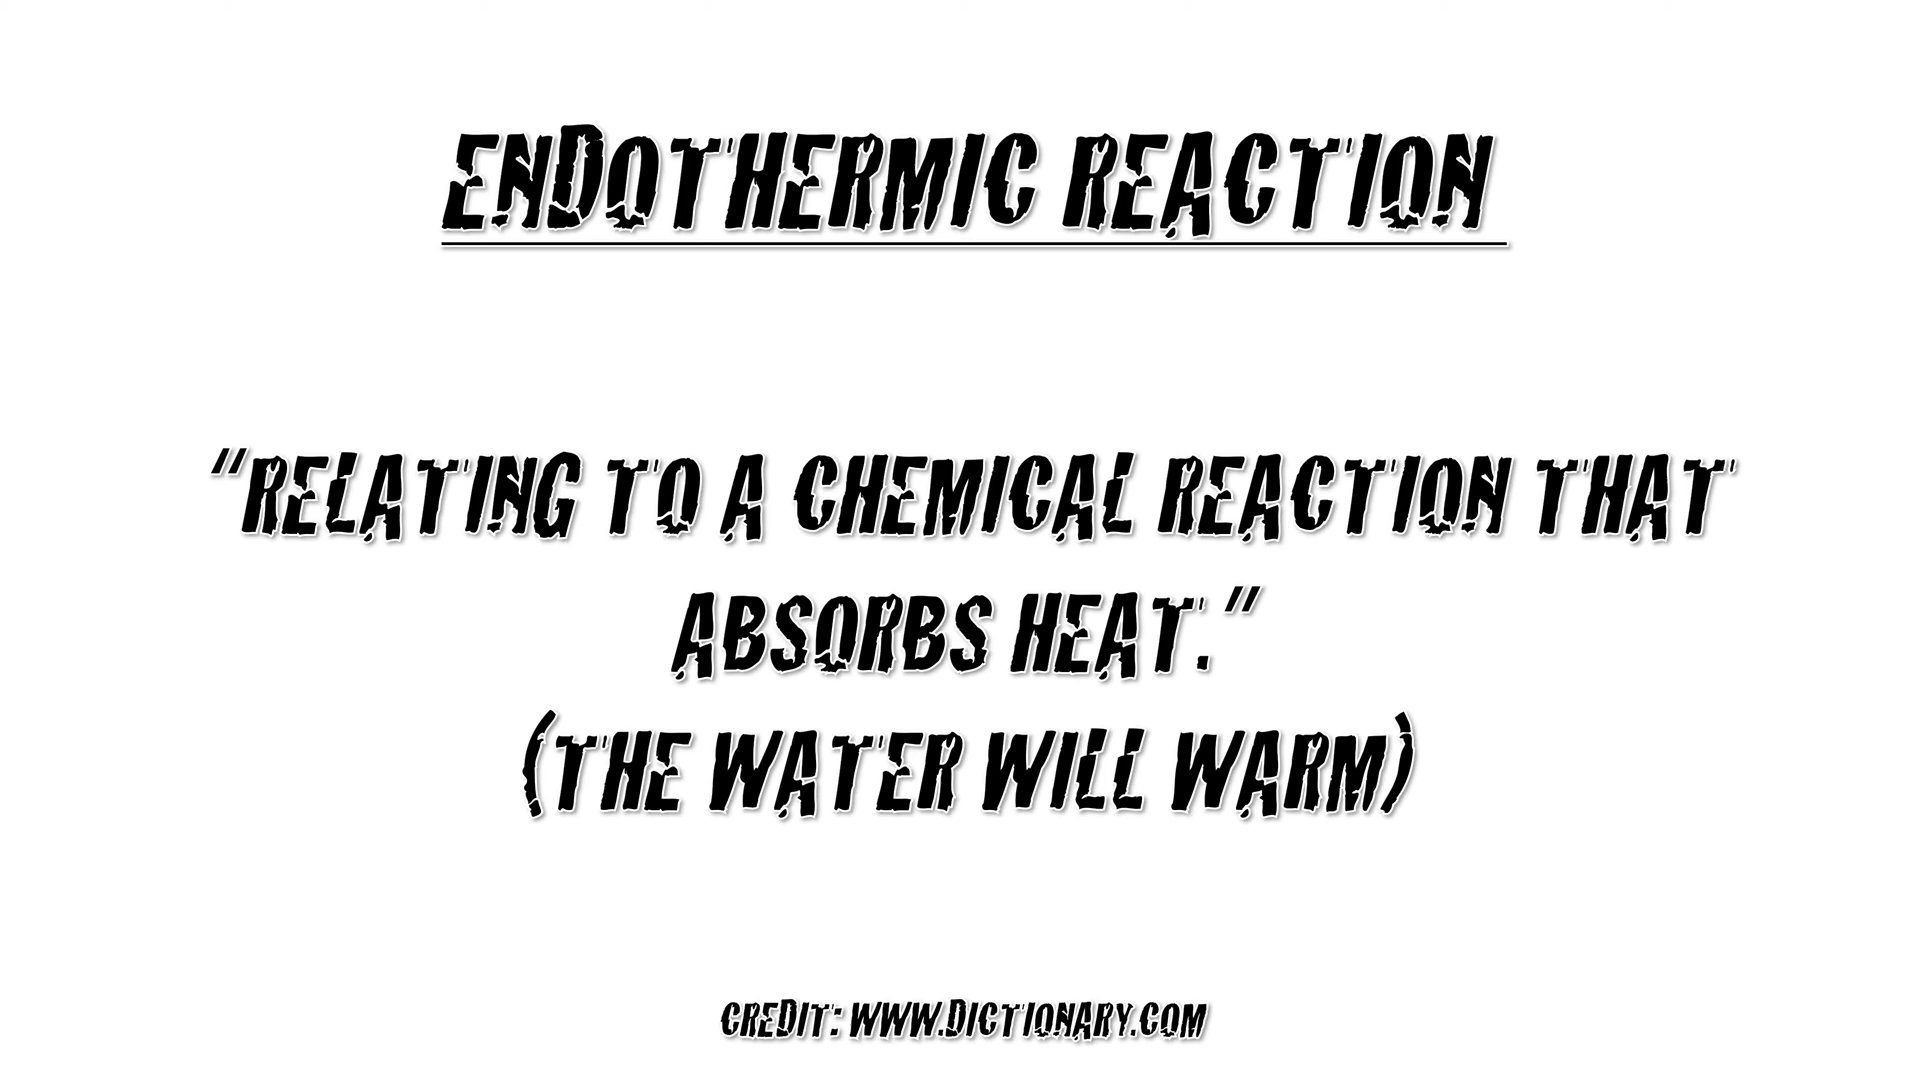 ENDOTHERMIC REACTION
"RELATING TO A CHEMICAL REACTION THAT
ABSORBS HEAT."
(THE WATER WILL WARM)
CREDIT: WWW.DICTIONARY.COM